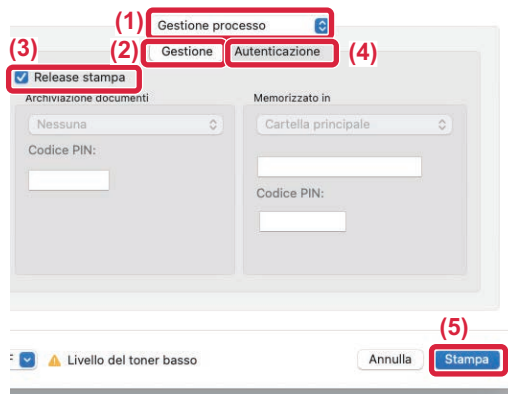 (1)
Gestione processo
(3)
(2)
Gestione
Autenticazione
(4)
Release stampa
Archiviazione documenti
Memorizzato in
Nessuna
Cartella principale
Codice PIN:
Codice PIN:
(5)
Livello del toner basso
Annulla
Stampa